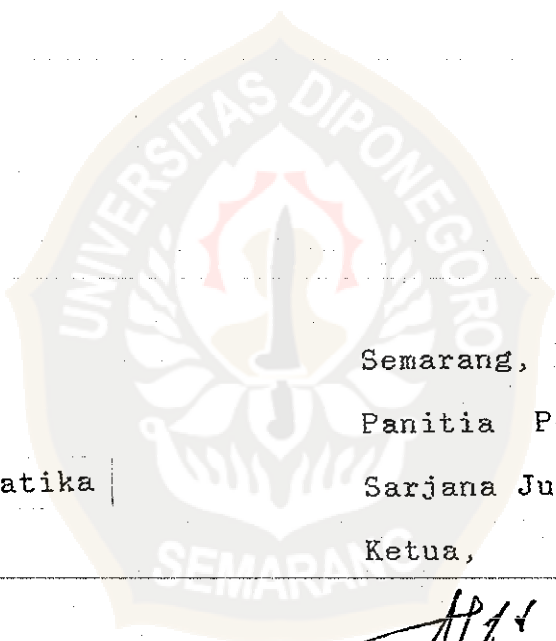 UNIVERSITAS DIPONEGORO
SEMARANG
Semarang,
Panitia P
atika
Sarjana Ju
Ketua,